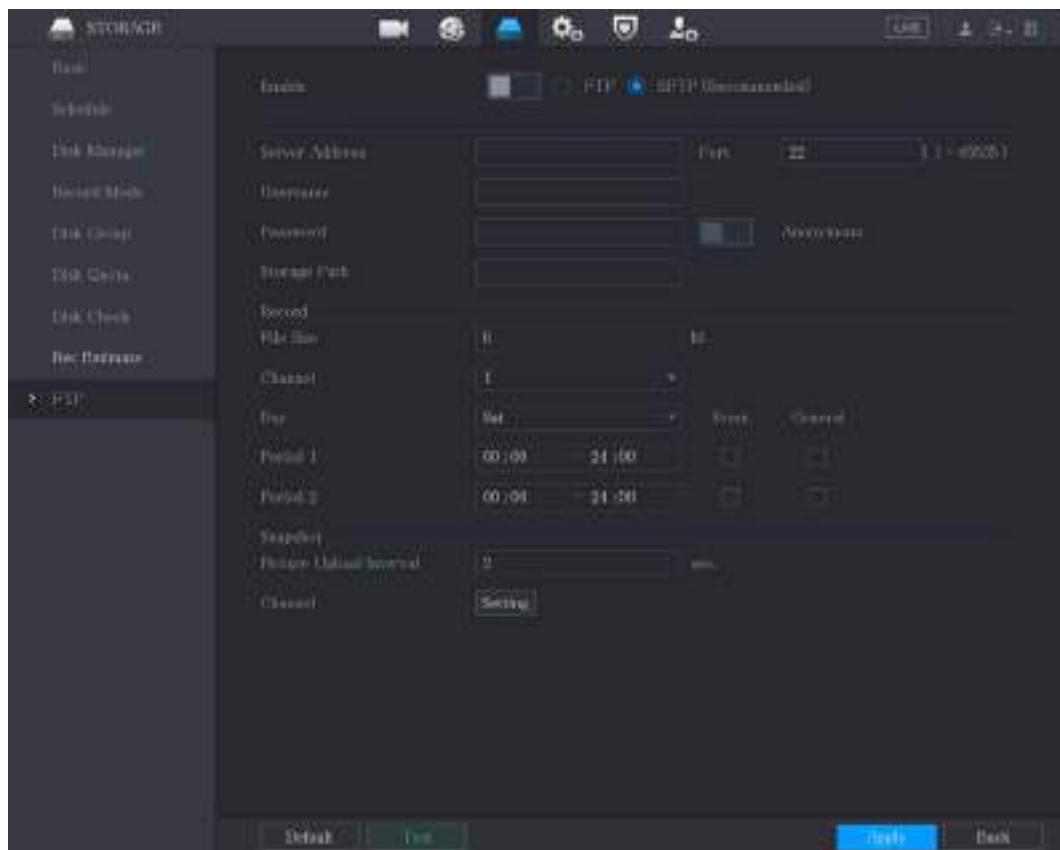 STORAGE LIVE
Basic
Schedule
Disk Manager
Record Mode
Disk Group
Disk Quota
Disk Check
Rec Estimate
FTP
Enable FTP SFTP (Recommended)
Server Address Port 22 (1 - 65535)
Username
Password Anonymous
Storage Path
Record
File Size 0 M
Channel 1
Day Sat Event General
Period 1 00 :00 - 24 :00
Period 2 00 :00 - 24 :00
Snapshot
Picture Upload Interval 2 sec.
Channel Setting
Default Test Apply Back